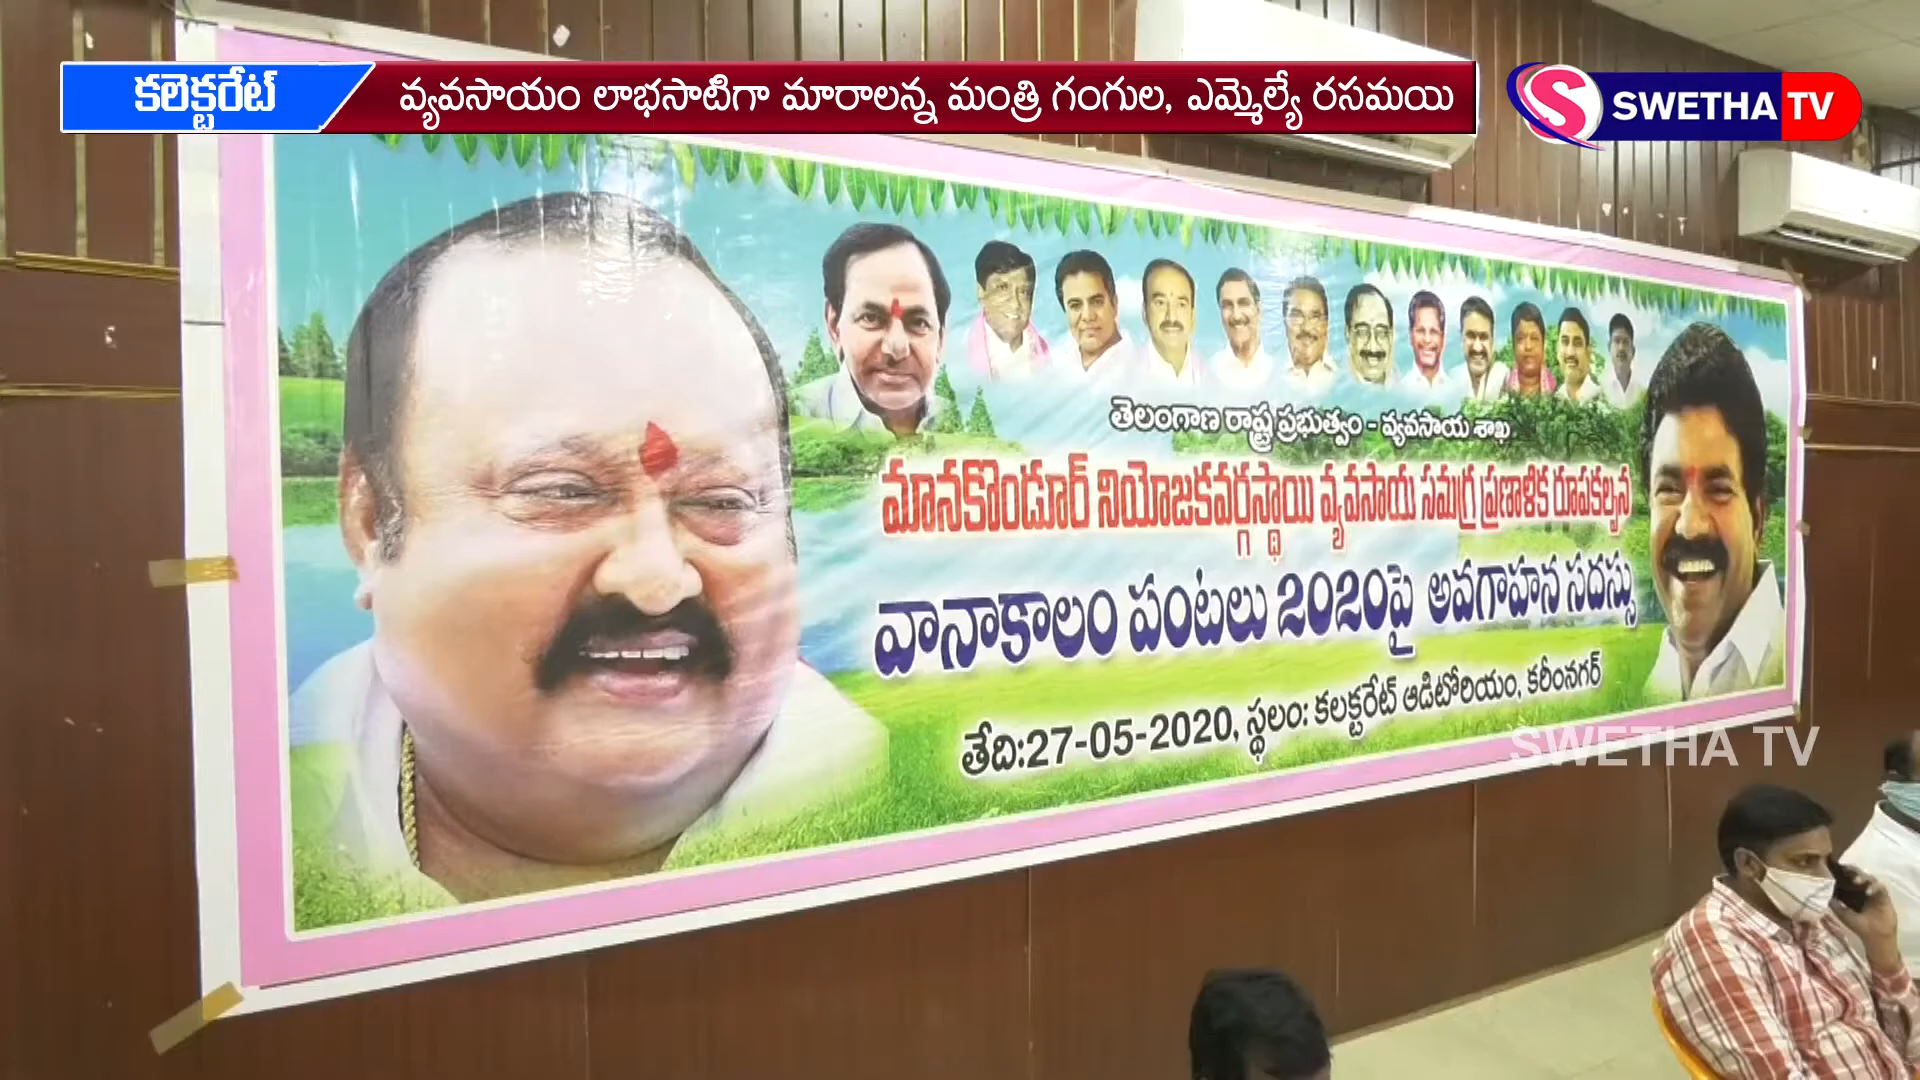 కలెక్టరేట్
వ్యవసాయం లాభసాటిగా మారాలన్న మంత్రి గంగుల, ఎమ్మెల్యే రసమయి
S SWETHA TV
తెలంగాణ రాష్ట్ర ప్రభుత్వం - వ్యవసాయ శాఖ
మానకొండూర్ నియోజకవర్గస్థాయి వ్యవసాయ సమగ్ర ప్రణాళిక రూపకల్పన
వానాకాలం పంటలు 2020పై అవగాహన సదస్సు
తేది:27-05-2020, స్థలం: కలక్టరేట్ ఆడిటోరియం, కరీంనగర్
SWETHA TV